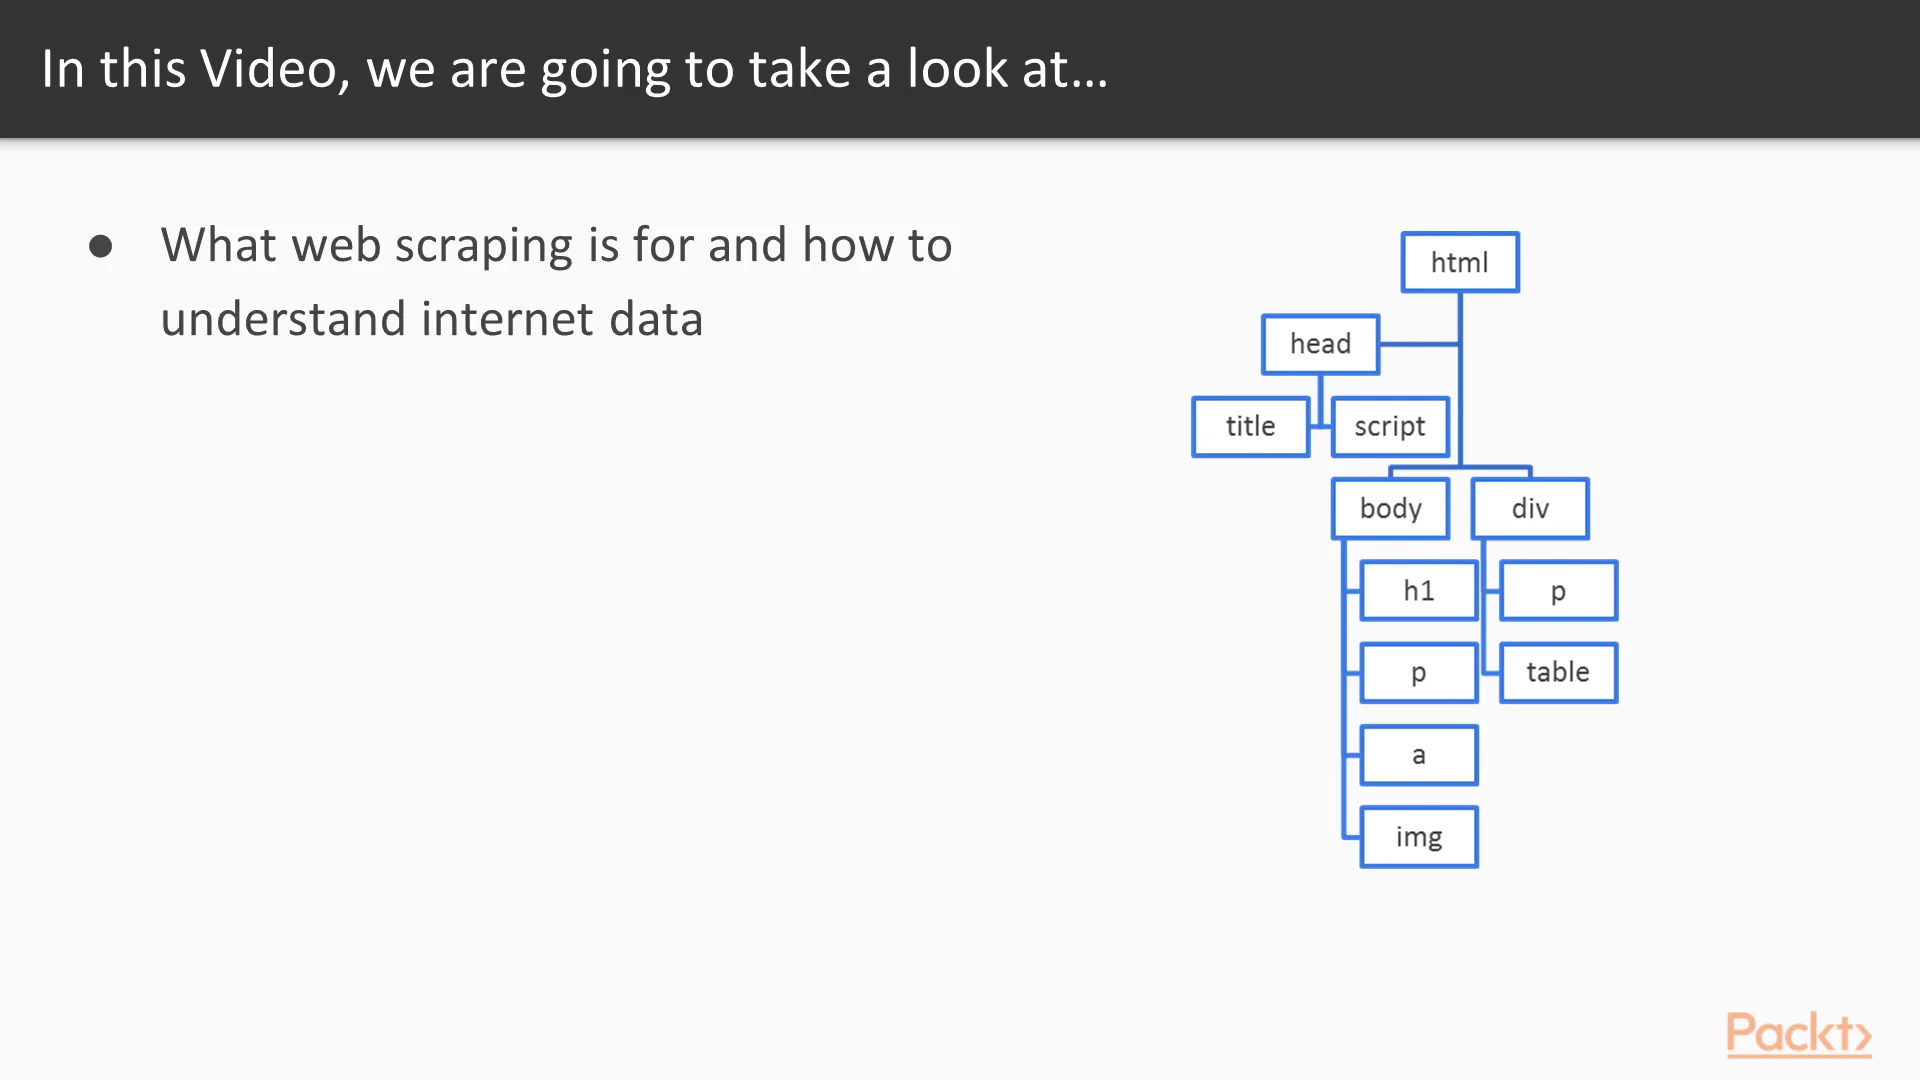 In this Video, we are going to take a look at...
● What web scraping is for and how to
understand internet data
html
head
title script
body div
h1 p
p table
a
img
Packt>